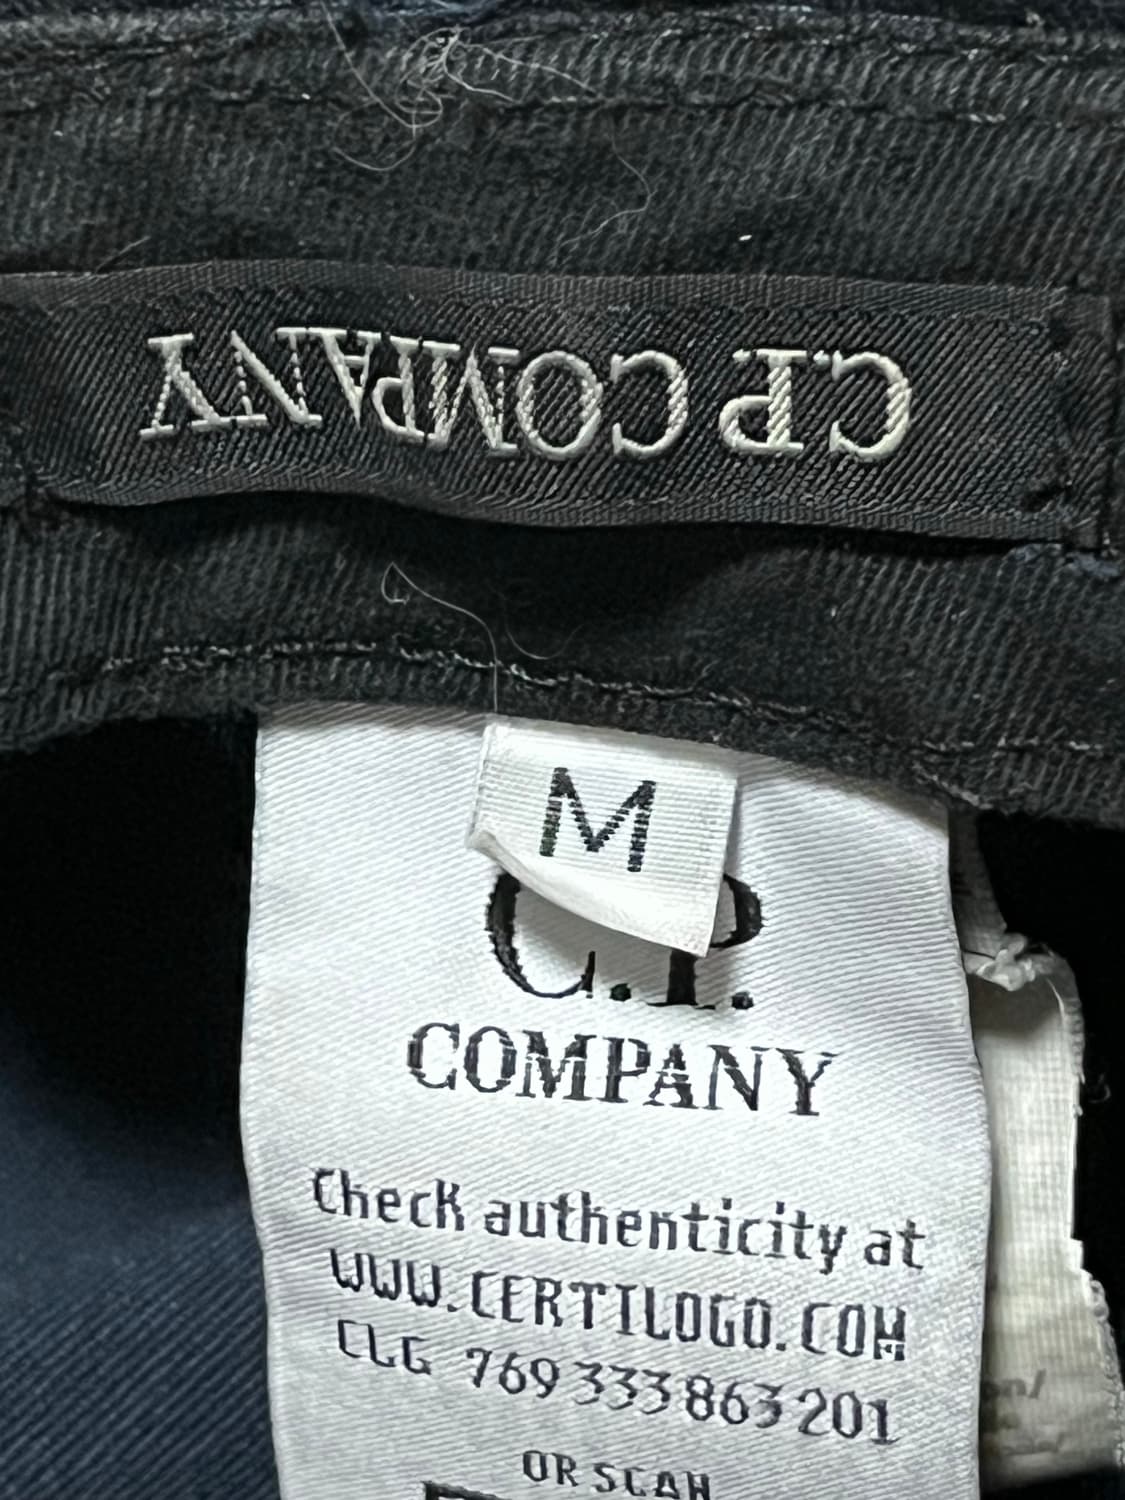 C.P. COMPANY
M
C.P.
COMPANY
Check authenticity at
WWW.CERTILOGO.COM
CLG 769 333 863 201
OR SCAN